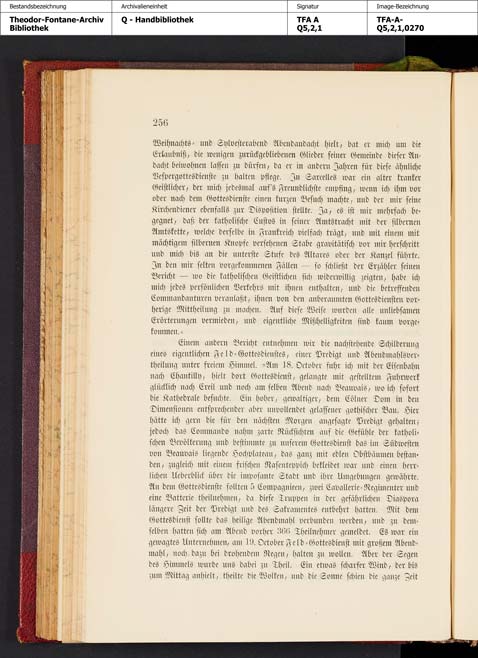 Bestandsbezeichnung
Archivalieneinheit
Signatur
Image-Bezeichnung
Theodor-Fontane-Archiv
Bibliothek
Q - Handbibliothek
TFA A
Q5,2,1
TFA-A-
Q5,2,1,0270
256
Weihnachts- und Sylvesterabend Abendandacht hielt, bat er mich um die
Erlaubniß, die wenigen zurückgebliebenen Glieder seiner Gemeinde dieser An-
dacht beiwohnen lassen zu dürfen, da er in andern Jahren für diese ähnliche
Vespergottesdienste zu halten pflege. In Sarcelles war ein alter kranker
Geistlicher, der mich jedesmal auf's Freundlichste empfing, wenn ich ihm vor
oder nach dem Gottesdienste einen kurzen Besuch machte, und der mir seine
Kirchendiener ebenfalls zur Disposition stellte. Ja, es ist mir mehrfach be-
gegnet, daß der katholische Custos in seiner Amtstracht mit der silbernen
Amtskette, welche derselbe in Frankreich vielfach trägt, und mit einem mit
mächtigem silbernen Knopfe versehenen Stabe gravitätisch vor mir herschritt
und mich bis an die unterste Stufe des Altares oder der Kanzel führte.
In den mir selten vorgekommenen Fällen — so schließt der Erzähler seinen
Bericht — wo die katholischen Geistlichen sich widerwillig zeigten, habe ich
mich jedes persönlichen Verkehrs mit ihnen enthalten, und die betreffenden
Commandanturen veranlaßt, ihnen von den anberaumten Gottesdiensten vor-
herige Mittheilung zu machen. Auf diese Weise wurden alle unliebsamen
Erörterungen vermieden, und eigentliche Mißhelligkeiten sind kaum vorge-
kommen.«
Einem andern Bericht entnehmen wir die nachstehende Schilderung
eines eigentlichen Feld-Gottesdienstes, einer Predigt und Abendmahlsver-
theilung unter freiem Himmel. »Am 18. October fuhr ich mit der Eisenbahn
nach Chantilly, hielt dort Gottesdienst, gelangte mit gestelltem Fuhrwerk
glücklich nach Creil und noch am selben Abend nach Beauvais, wo ich sofort
die Kathedrale besuchte. Ein hoher, gewaltiger, dem Cölner Dom in den
Dimensionen entsprechender aber unvollendet gelassener gothischer Bau. Hier
hätte ich gern die für den nächsten Morgen angesagte Predigt gehalten;
jedoch das Commando nahm zarte Rücksichten auf die Gefühle der katholi-
schen Bevölkerung und bestimmte zu unserem Gottesdienst das im Südwesten
von Beauvais liegende Hochplateau, das ganz mit edlen Obstbäumen bestan-
den, zugleich mit einem frischen Rasenteppich bekleidet war und einen herr-
lichen Ueberblick über die imposante Stadt und ihre Umgebungen gewährte.
An dem Gottesdienste sollten 5 Compagnieen, zwei Cavallerie-Regimenter und
eine Batterie theilnehmen, da diese Truppen in der gefährlichen Diaspora
längere Zeit der Predigt und des Saframentes entbehrt hatten. Mit dem
Gottesdienst sollte das heilige Abendmahl verbunden werden, und zu dem-
selben hatten sich am Abend vorher 366 Theilnehmer gemeldet. Es war ein
gewagtes Unternehmen, am 19. October Feld-Gottesdienst mit großem Abend-
mahl, noch dazu bei drohendem Regen, halten zu wollen. Aber der Segen
des Himmels wurde uns dabei zu Theil. Ein etwas scharfer Wind, der bis
zum Mittag anhielt, theilte die Wolken, und die Sonne schien die ganze Zeit